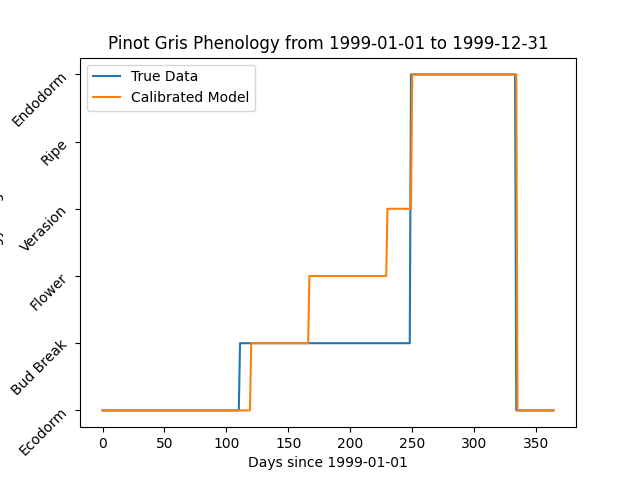 Pinot Gris Phenology from 1999-01-01 to 1999-12-31
True Data
Calibrated Model
Endodorm
Ripe
Verasion
Flower
Bud Break
Ecodorm
0 50 100 150 200 250 300 350
Days since 1999-01-01